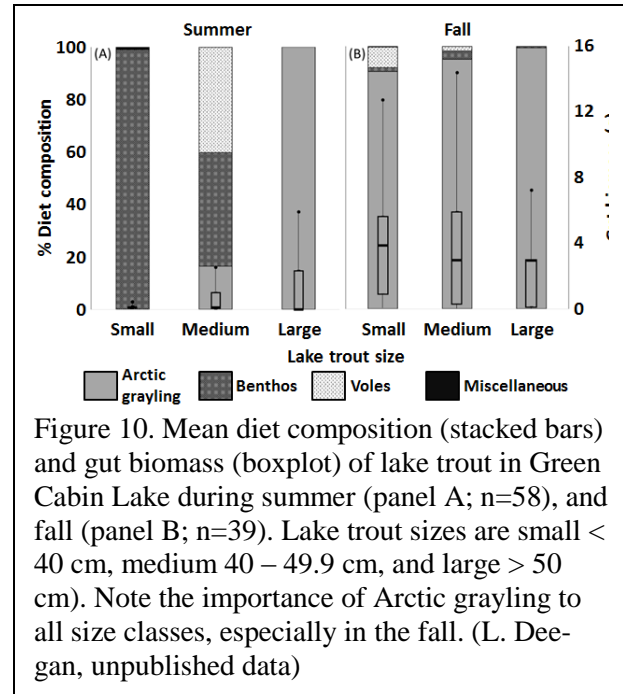 Summer Fall
100 (A) (B) 16
80 12
60
8
40
4
20
0 0
Small Medium Large Small Medium Large
Lake trout size
Arctic grayling Benthos Voles Miscellaneous
Figure 10. Mean diet composition (stacked bars)
and gut biomass (boxplot) of lake trout in Green
Cabin Lake during summer (panel A; n=58), and
fall (panel B; n=39). Lake trout sizes are small <
40 cm, medium 40 – 49.9 cm, and large > 50
cm). Note the importance of Arctic grayling to
all size classes, especially in the fall. (L. Dee-
gan, unpublished data)
% Diet composition